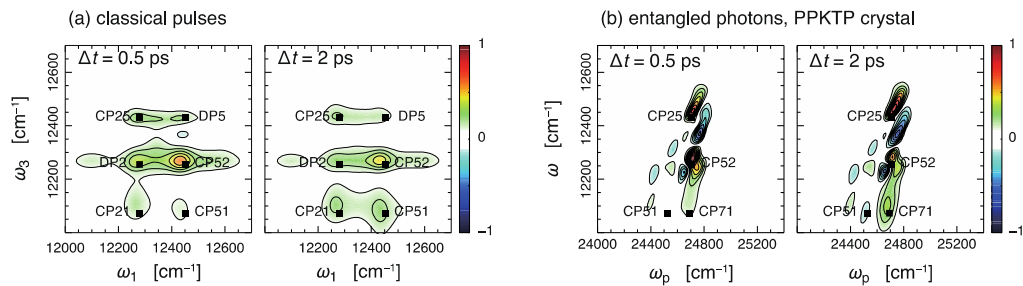 (a) classical pulses
(b) entangled photons, PPKTP crystal
Δt = 0.5 ps
Δt = 2 ps
Δt = 0.5 ps
Δt = 2 ps
ω₃ [cm⁻¹]
12600
12400
12200
CP25
DP5
DP2
CP52
CP21
CP51
CP25
DP5
DP2
CP52
CP21
CP51
1
0
−1
12000
12200
12400
12600
12000
12200
12400
12600
ω₁ [cm⁻¹]
ω₁ [cm⁻¹]
ω [cm⁻¹]
12600
12400
12200
CP25
CP52
CP51
CP71
CP25
CP52
CP51
CP71
1
0
−1
24000
24800
25200
24000
24800
25200
ωₚ [cm⁻¹]
ωₚ [cm⁻¹]